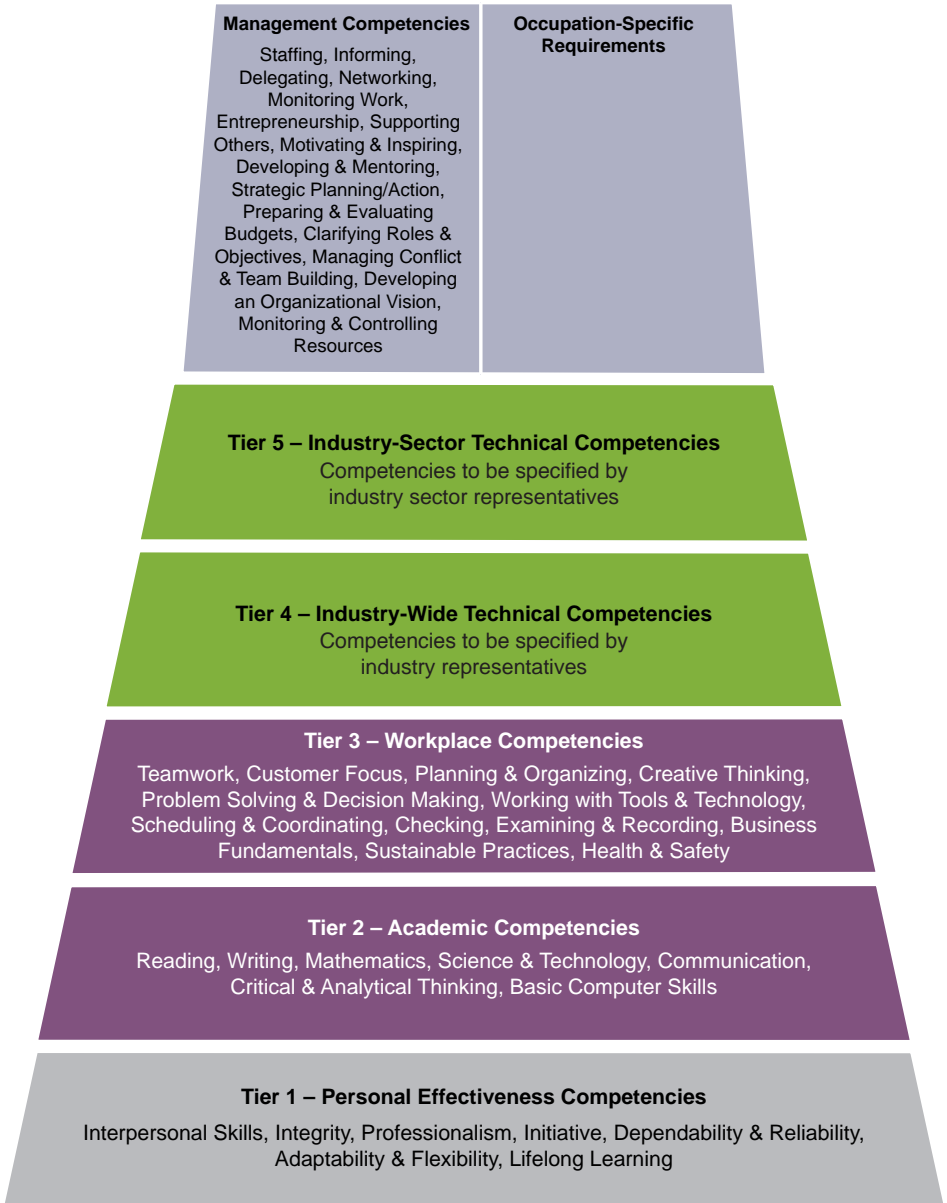 Management Competencies
Staffing, Informing,
Delegating, Networking,
Monitoring Work,
Entrepreneurship, Supporting
Others, Motivating & Inspiring,
Developing & Mentoring,
Strategic Planning/Action,
Preparing & Evaluating
Budgets, Clarifying Roles &
Objectives, Managing Conflict
& Team Building, Developing
an Organizational Vision,
Monitoring & Controlling
Resources
Occupation-Specific
Requirements
Tier 5 – Industry-Sector Technical Competencies
Competencies to be specified by
industry sector representatives
Tier 4 – Industry-Wide Technical Competencies
Competencies to be specified by
industry representatives
Tier 3 – Workplace Competencies
Teamwork, Customer Focus, Planning & Organizing, Creative Thinking,
Problem Solving & Decision Making, Working with Tools & Technology,
Scheduling & Coordinating, Checking, Examining & Recording, Business
Fundamentals, Sustainable Practices, Health & Safety
Tier 2 – Academic Competencies
Reading, Writing, Mathematics, Science & Technology, Communication,
Critical & Analytical Thinking, Basic Computer Skills
Tier 1 – Personal Effectiveness Competencies
Interpersonal Skills, Integrity, Professionalism, Initiative, Dependability & Reliability,
Adaptability & Flexibility, Lifelong Learning